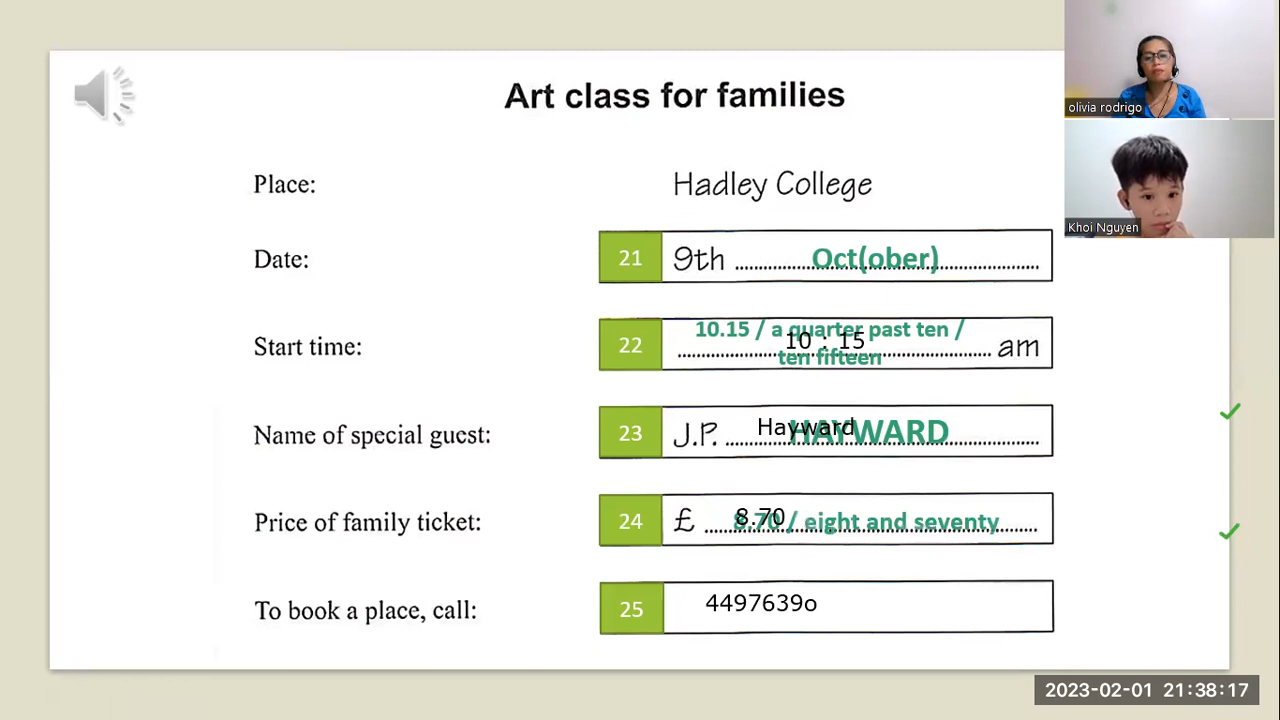 Art class for families
olivia rodrigo
Khoi Nguyen
Place:
Hadley College
Date:
21
9th
Oct(ober)
Start time:
22
10.15 / a quarter past ten /
ten fifteen
10 : 15
am
Name of special guest:
23
J.P.
Hayward
HAYWARD
Price of family ticket:
24
£
8.70
8.70 / eight and seventy
To book a place, call:
25
4497639o
2023-02-01 21:38:17